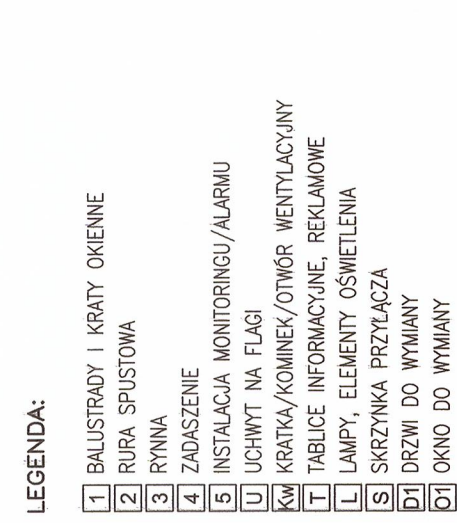 LEGENDA:
1 BALUSTRADY I KRATY OKIENNE
2 RURA SPUSTOWA
3 RYNNA
4 ZADASZENIE
5 INSTALACJA MONITORINGU/ALARMU
U UCHWYT NA FLAGI
Kw KRATKA/KOMINEK/OTWÓR WENTYLACYJNY
T TABLICE INFORMACYJNE, REKLAMOWE
L LAMPY, ELEMENTY OŚWIETLENIA
S SKRZYNKA PRZYŁĄCZA
D1 DRZWI DO WYMIANY
O1 OKNO DO WYMIANY